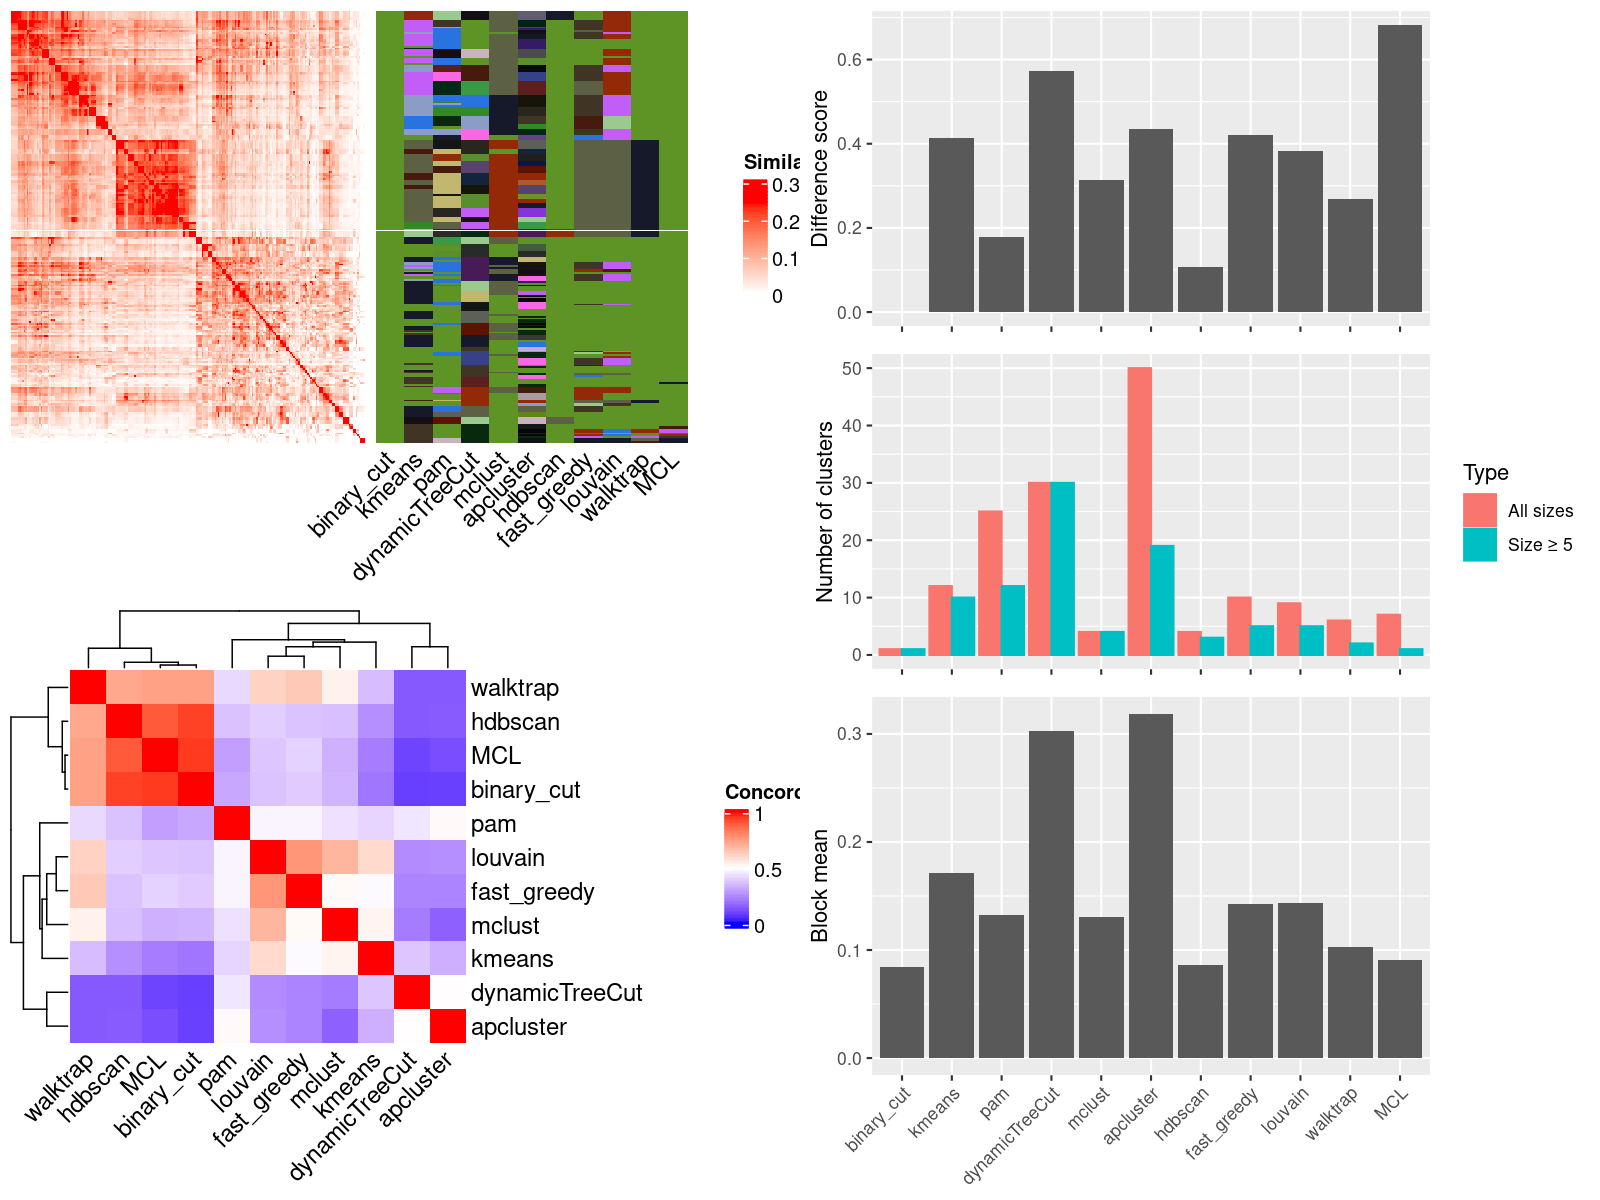 Simila
0.3
0.2
0.1
0
binary_cut
kmeans
pam
dynamicTreeCut
mclust
apcluster
hdbscan
fast_greedy
louvain
walktrap
MCL
walktrap
hdbscan
MCL
binary_cut
pam
louvain
fast_greedy
mclust
kmeans
dynamicTreeCut
apcluster
walktrap
hdbscan
MCL
binary_cut
pam
louvain
fast_greedy
mclust
kmeans
dynamicTreeCut
apcluster
Concord
1
0.5
0
Difference score
0.6
0.4
0.2
0.0
Number of clusters
50
40
30
20
10
0
Type
All sizes
Size ≥ 5
Block mean
0.3
0.2
0.1
0.0
binary_cut
kmeans
pam
dynamicTreeCut
mclust
apcluster
hdbscan
fast_greedy
louvain
walktrap
MCL